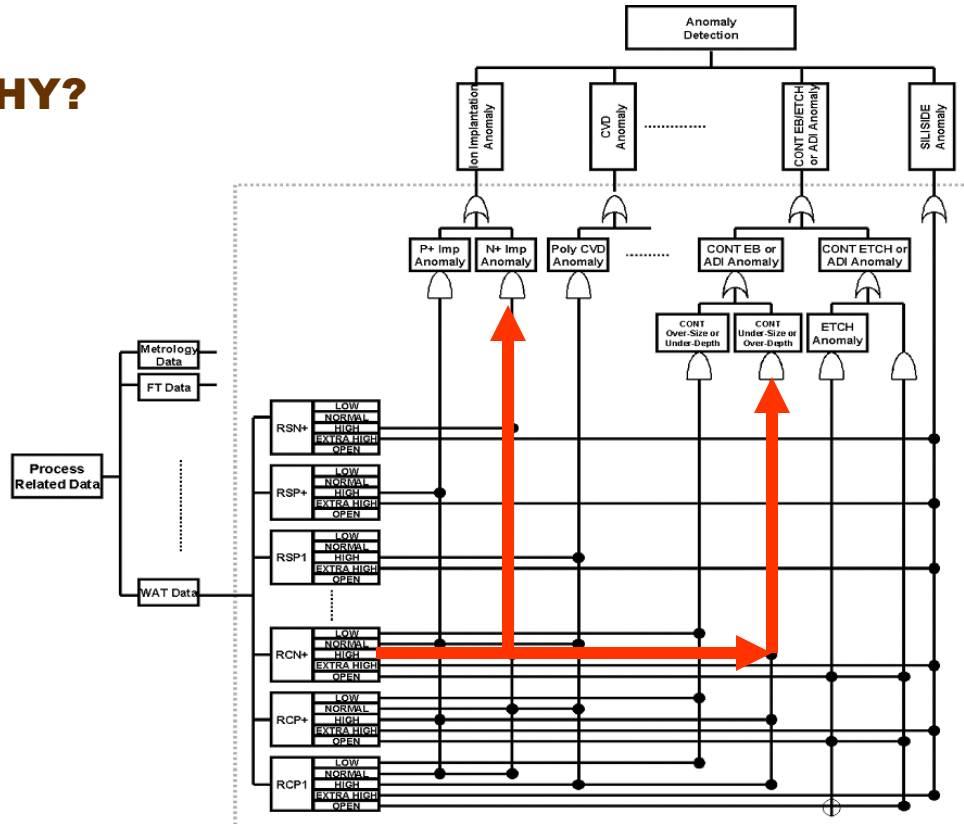 HY?
Anomaly
Detection
Ion Implantation
Anomaly
CVD
Anomaly
CONT EB/ETCH
or ADI Anomaly
SILISIDE
Anomaly
P+ Imp
Anomaly
N+ Imp
Anomaly
Poly CVD
Anomaly
CONT EB or
ADI Anomaly
CONT ETCH or
ADI Anomaly
CONT
Over-Size or
Under-Depth
CONT
Under-Size or
Over-Depth
ETCH
Anomaly
Process
Related Data
Metrology
Data
FT Data
WAT Data
RSN+
LOW
NORMAL
HIGH
EXTRA HIGH
OPEN
RSP+
LOW
NORMAL
HIGH
EXTRA HIGH
OPEN
RSP1
LOW
NORMAL
HIGH
EXTRA HIGH
OPEN
RCN+
LOW
NORMAL
HIGH
EXTRA HIGH
OPEN
RCP+
LOW
NORMAL
HIGH
EXTRA HIGH
OPEN
RCP1
LOW
NORMAL
HIGH
EXTRA HIGH
OPEN